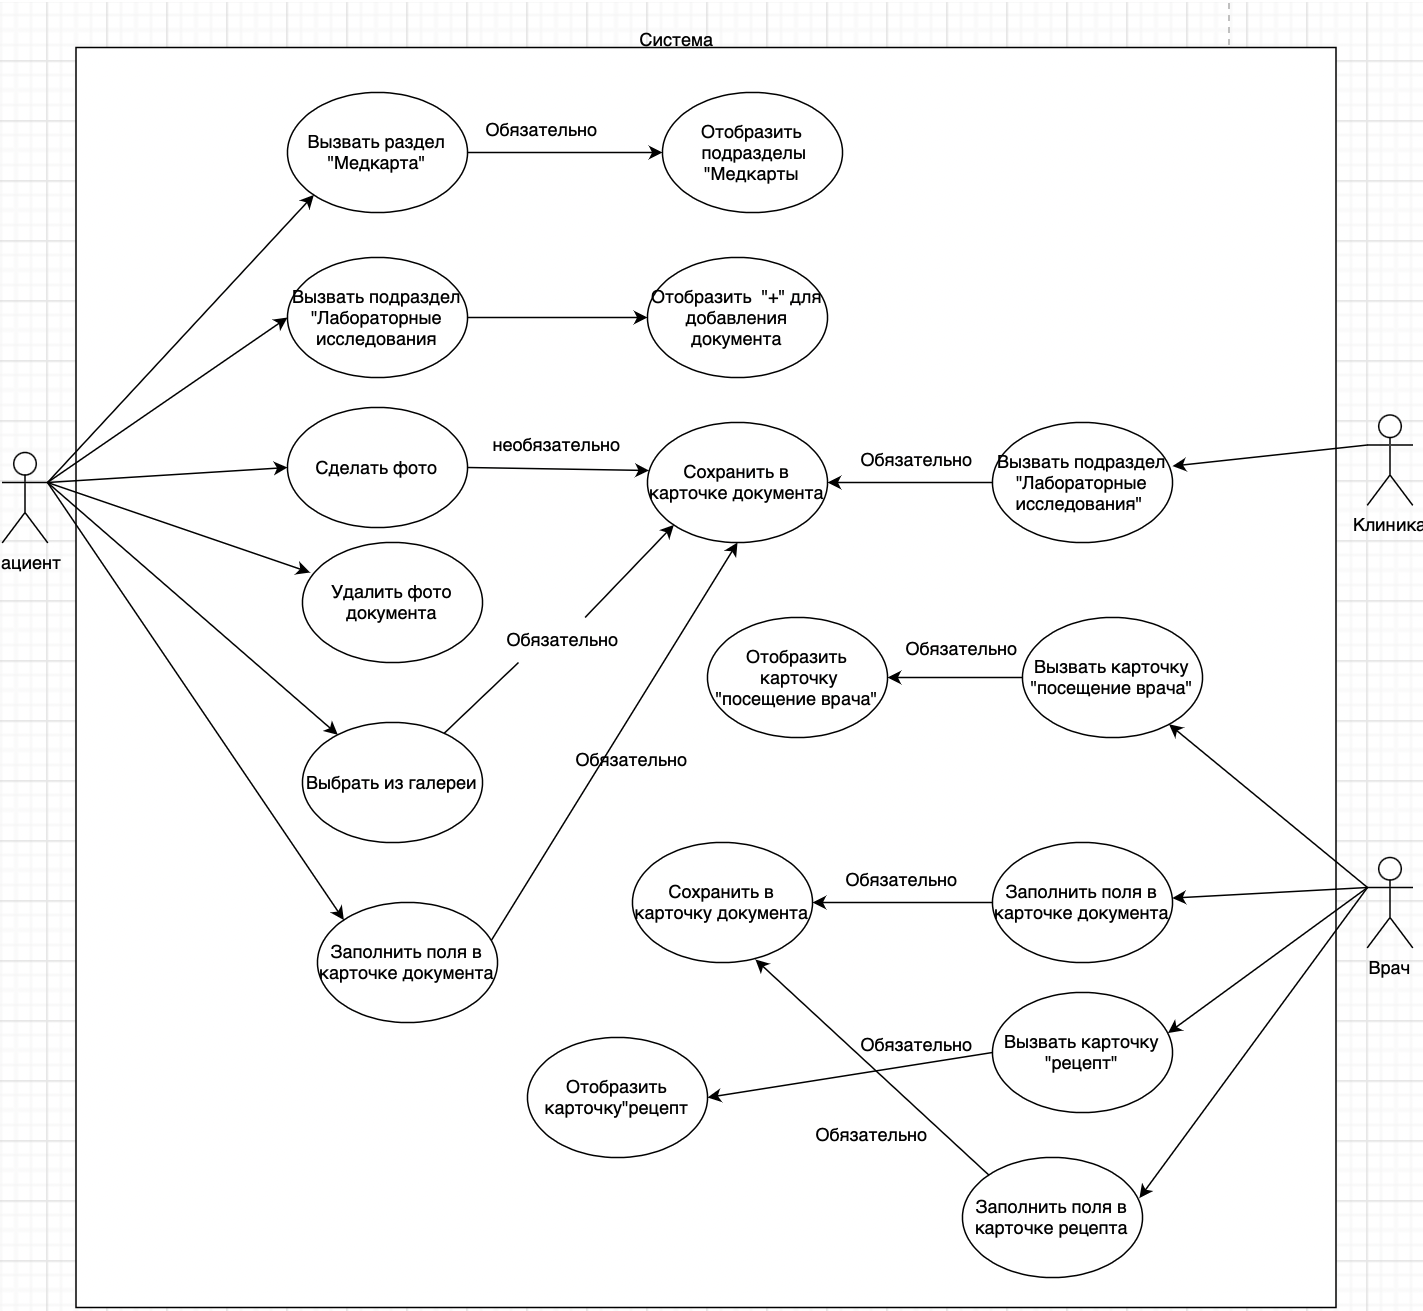 Система
Вызвать раздел
"Медкарта"
Обязательно
Отобразить
подразделы
"Медкарты
Вызвать подраздел
"Лабораторные
исследования
Отобразить "+" для
добавления
документа
Сделать фото
необязательно
Сохранить в
карточке документа
Обязательно
Вызвать подраздел
"Лабораторные
исследования"
Клиника
ациент
Удалить фото
документа
Обязательно
Отобразить
карточку
"посещение врача"
Обязательно
Вызвать карточку
"посещение врача"
Выбрать из галереи
Обязательно
Сохранить в
карточку документа
Обязательно
Заполнить поля в
карточке документа
Врач
Заполнить поля в
карточке документа
Обязательно
Вызвать карточку
"рецепт"
Отобразить
карточку"рецепт
Обязательно
Заполнить поля в
карточке рецепта